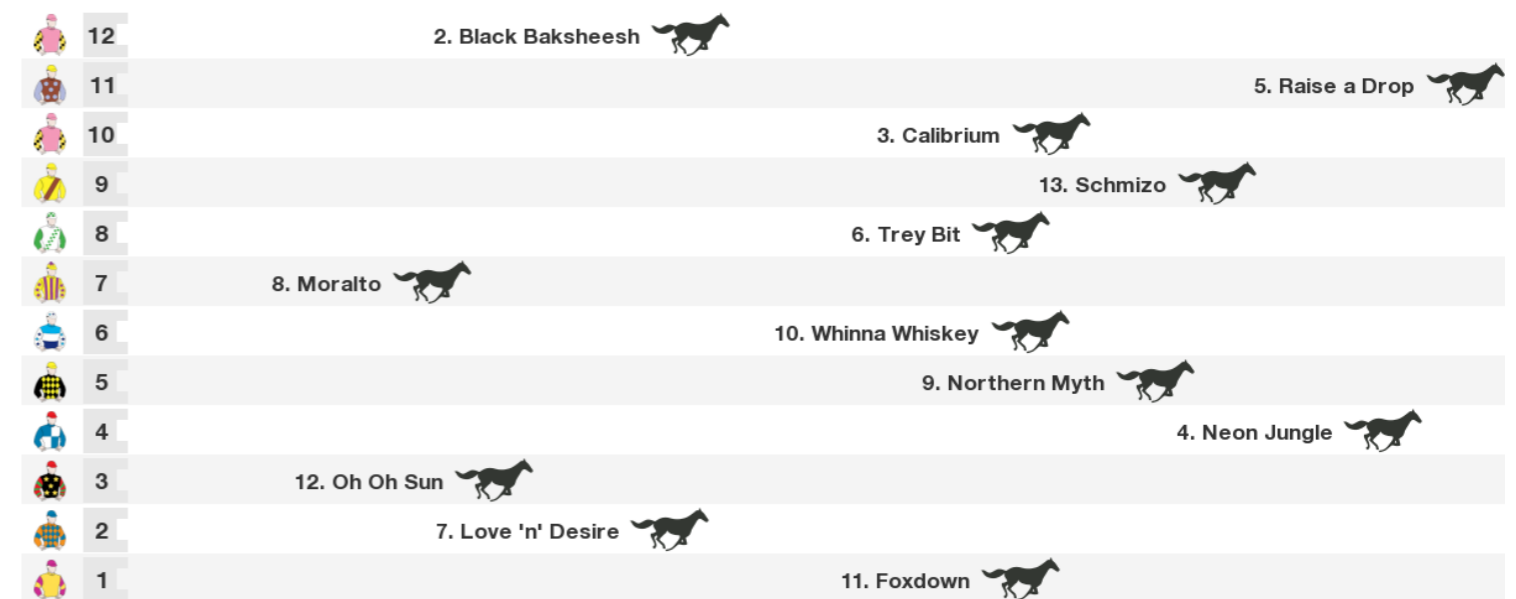 12 2. Black Baksheesh
11 5. Raise a Drop
10 3. Calibrium
9 13. Schmizo
8 6. Trey Bit
7 8. Moralto
6 10. Whinna Whiskey
5 9. Northern Myth
4 4. Neon Jungle
3 12. Oh Oh Sun
2 7. Love 'n' Desire
1 11. Foxdown